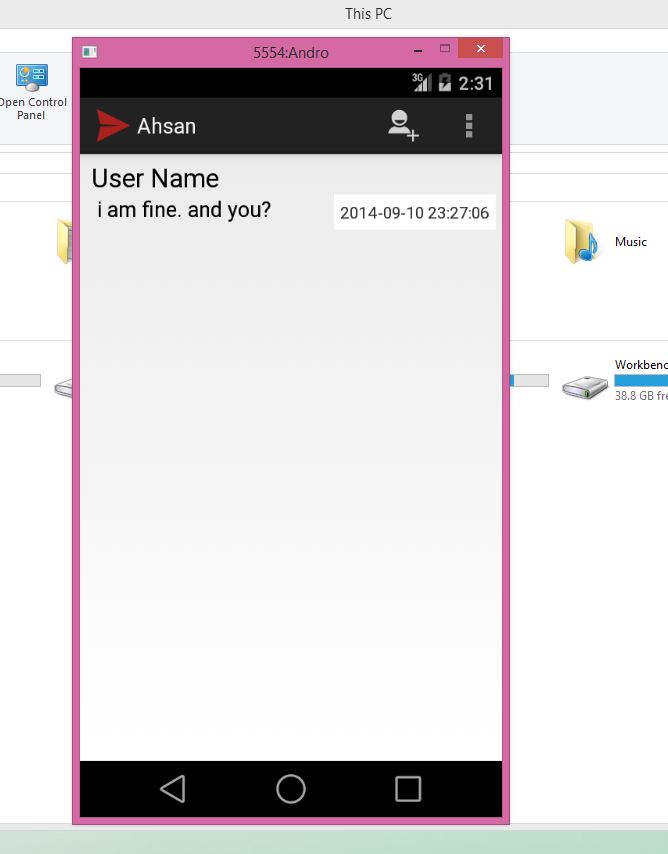 This PC
5554:Andro
3G 2:31
Open Control
Panel
Ahsan
User Name
i am fine. and you?
2014-09-10 23:27:06
Music
Workbenc
38.8 GB fre